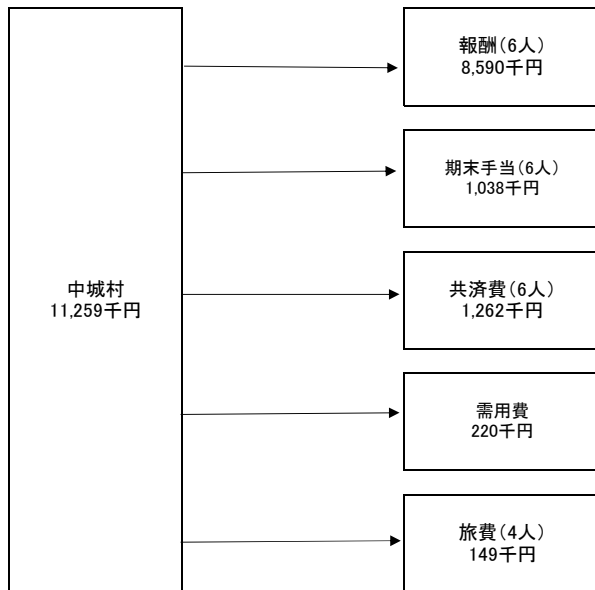 中城村
11,259千円
報酬(6人)
8,590千円
期末手当(6人)
1,038千円
共済費(6人)
1,262千円
需用費
220千円
旅費(4人)
149千円